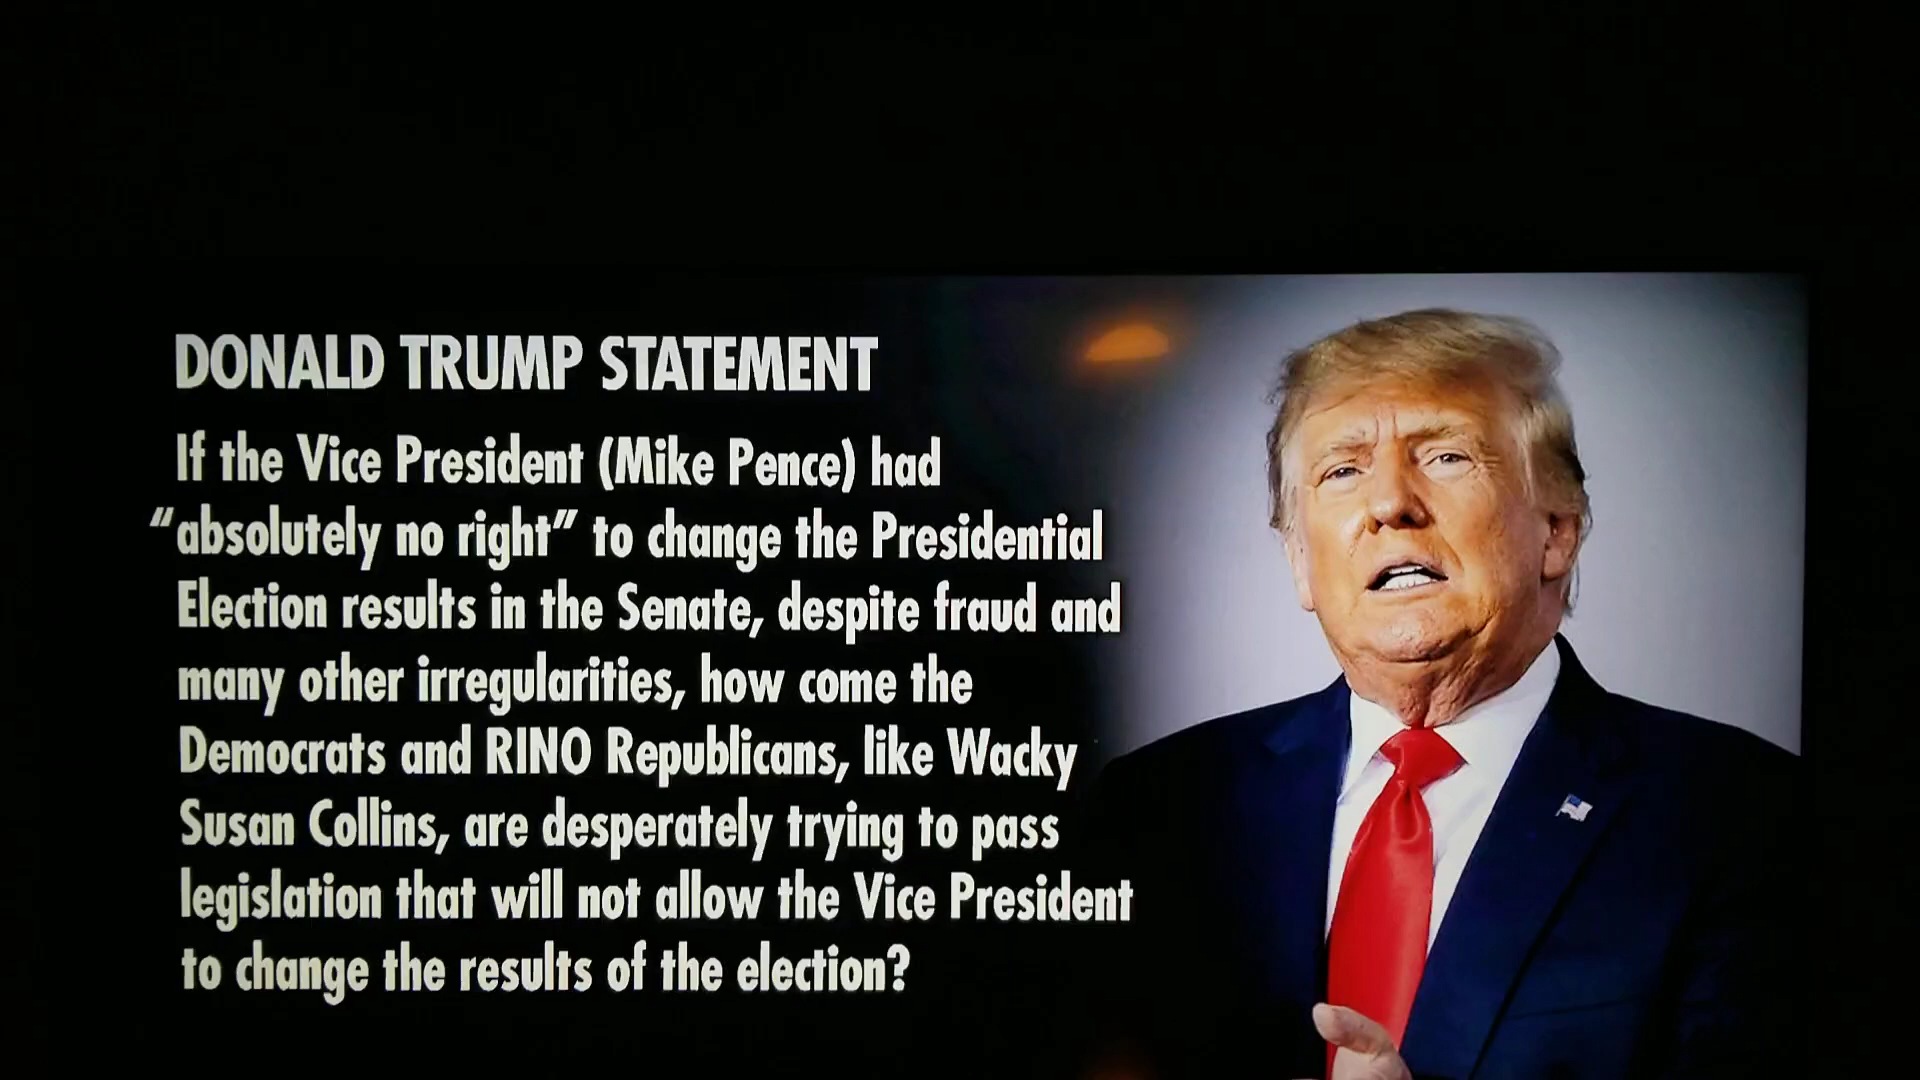 DONALD TRUMP STATEMENT
If the Vice President (Mike Pence) had
“absolutely no right” to change the Presidential
Election results in the Senate, despite fraud and
many other irregularities, how come the
Democrats and RINO Republicans, like Wacky
Susan Collins, are desperately trying to pass
legislation that will not allow the Vice President
to change the results of the election?